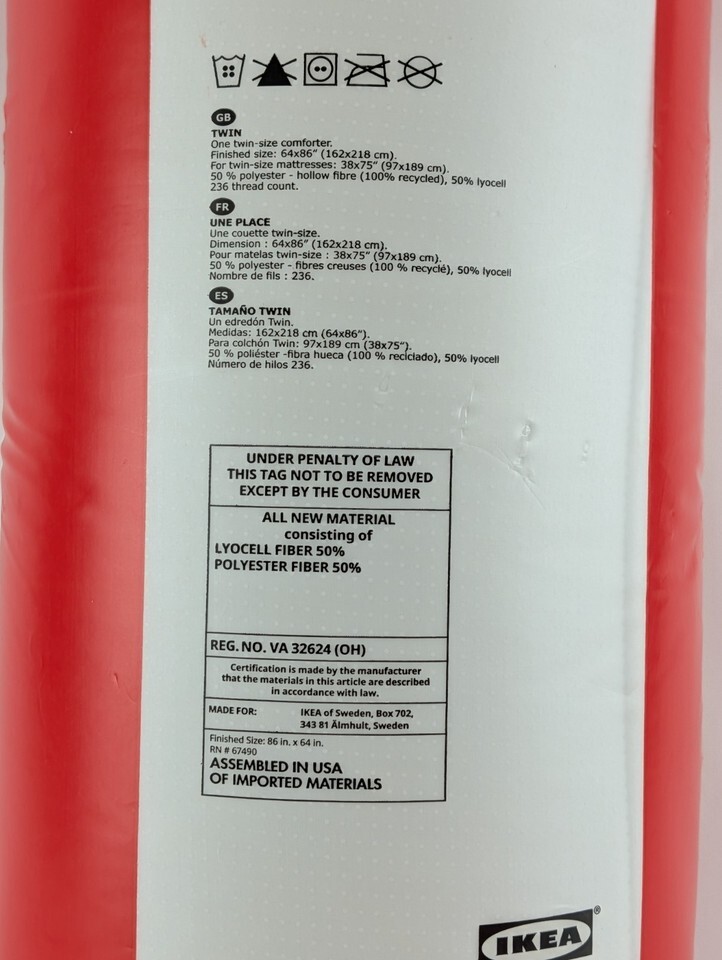 GB
TWIN
One twin-size comforter.
Finished size: 64x86” (162x218 cm).
For twin-size mattresses: 38x75” (97x189 cm).
50 % polyester - hollow fibre (100% recycled), 50% lyocell
236 thread count.
FR
UNE PLACE
Une couette twin-size.
Dimension : 64x86” (162x218 cm).
Pour matelas twin-size : 38x75” (97x189 cm).
50 % polyester - fibres creuses (100 % recyclé), 50% lyocell
Nombre de fils : 236.
ES
TAMAÑO TWIN
Un edredón Twin.
Medidas: 162x218 cm (64x86”).
Para colchón Twin: 97x189 cm (38x75”).
50 % poliéster -fibra hueca (100 % reciclado), 50% lyocell
Número de hilos 236.
UNDER PENALTY OF LAW
THIS TAG NOT TO BE REMOVED
EXCEPT BY THE CONSUMER
ALL NEW MATERIAL
consisting of
LYOCELL FIBER 50%
POLYESTER FIBER 50%
REG. NO. VA 32624 (OH)
Certification is made by the manufacturer
that the materials in this article are described
in accordance with law.
MADE FOR: IKEA of Sweden, Box 702,
343 81 Älmhult, Sweden
Finished Size: 86 in. x 64 in.
RN # 67490
ASSEMBLED IN USA
OF IMPORTED MATERIALS
IKEA®